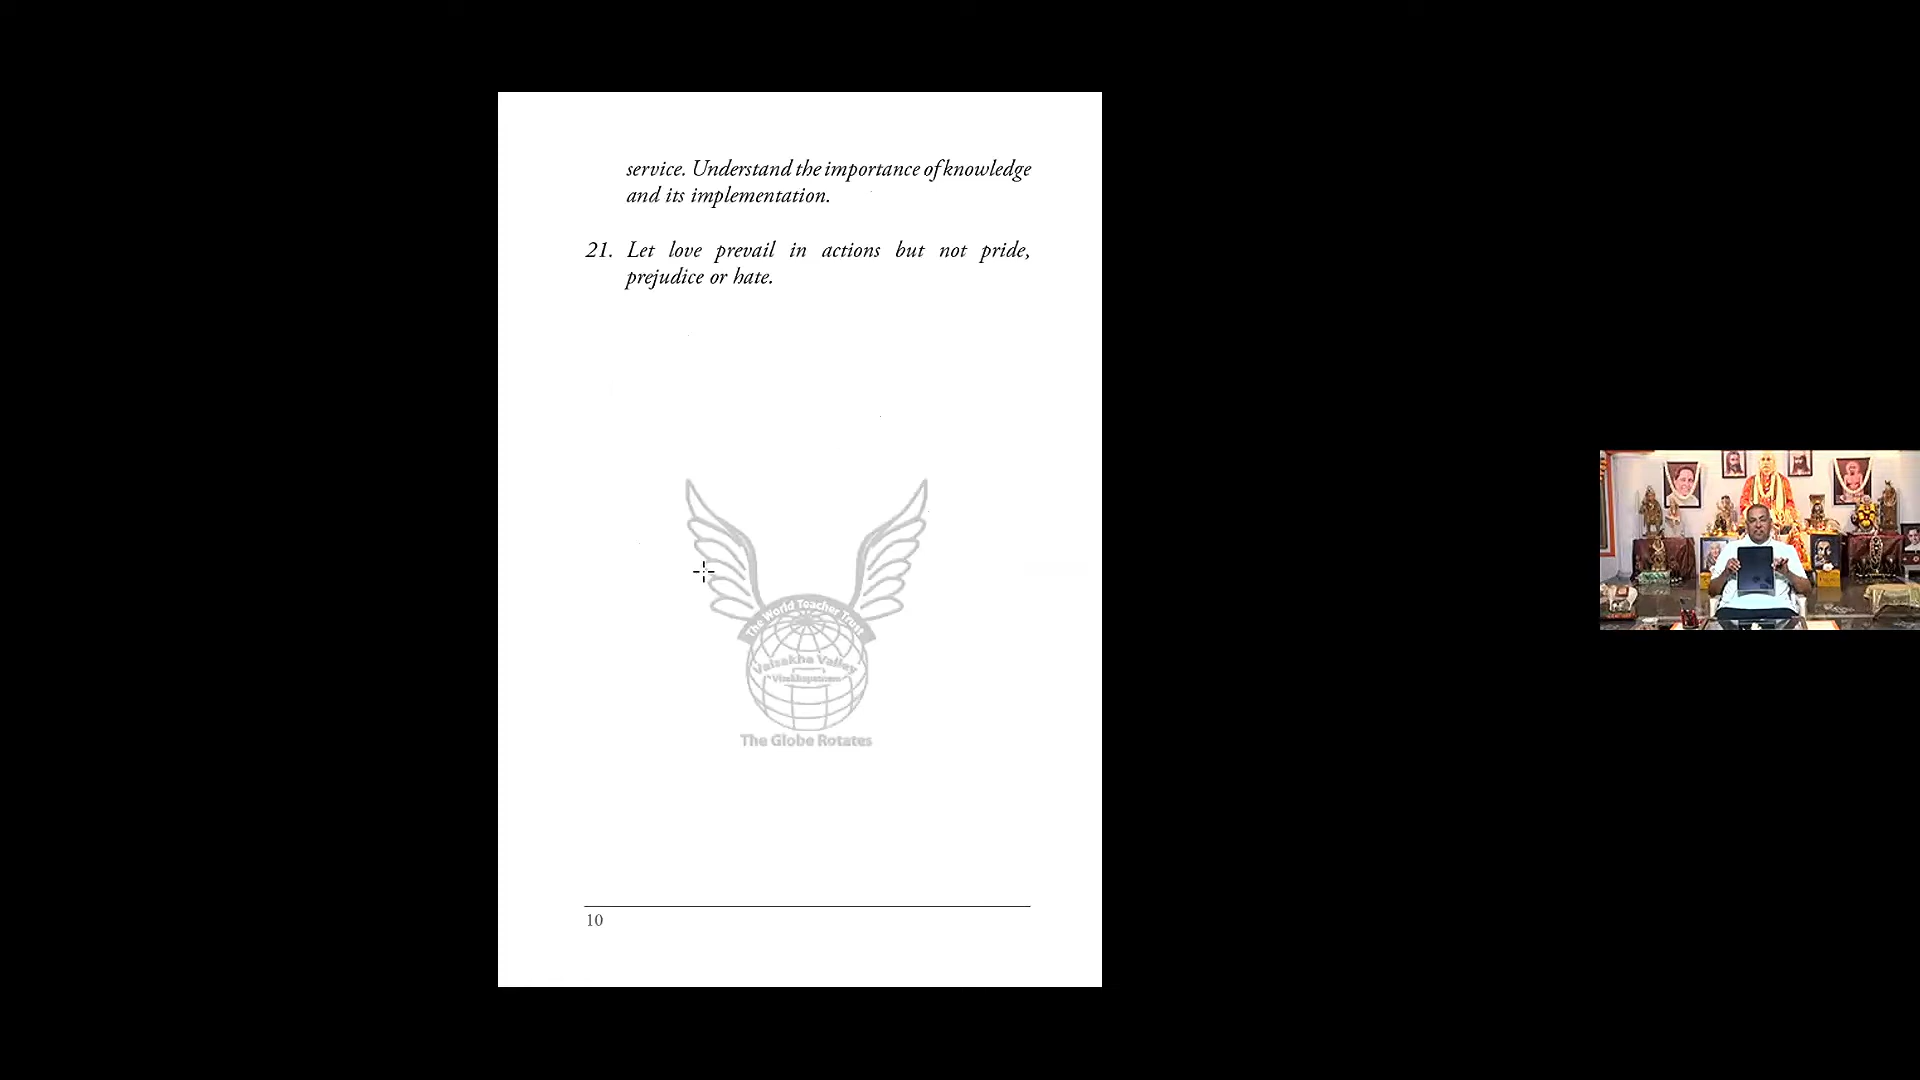 service. Understand the importance of knowledge
and its implementation.
21. Let love prevail in actions but not pride,
prejudice or hate.
The World Teacher Trust
Vaisakha Valley
Visakhapatnam
The Globe Rotates
10